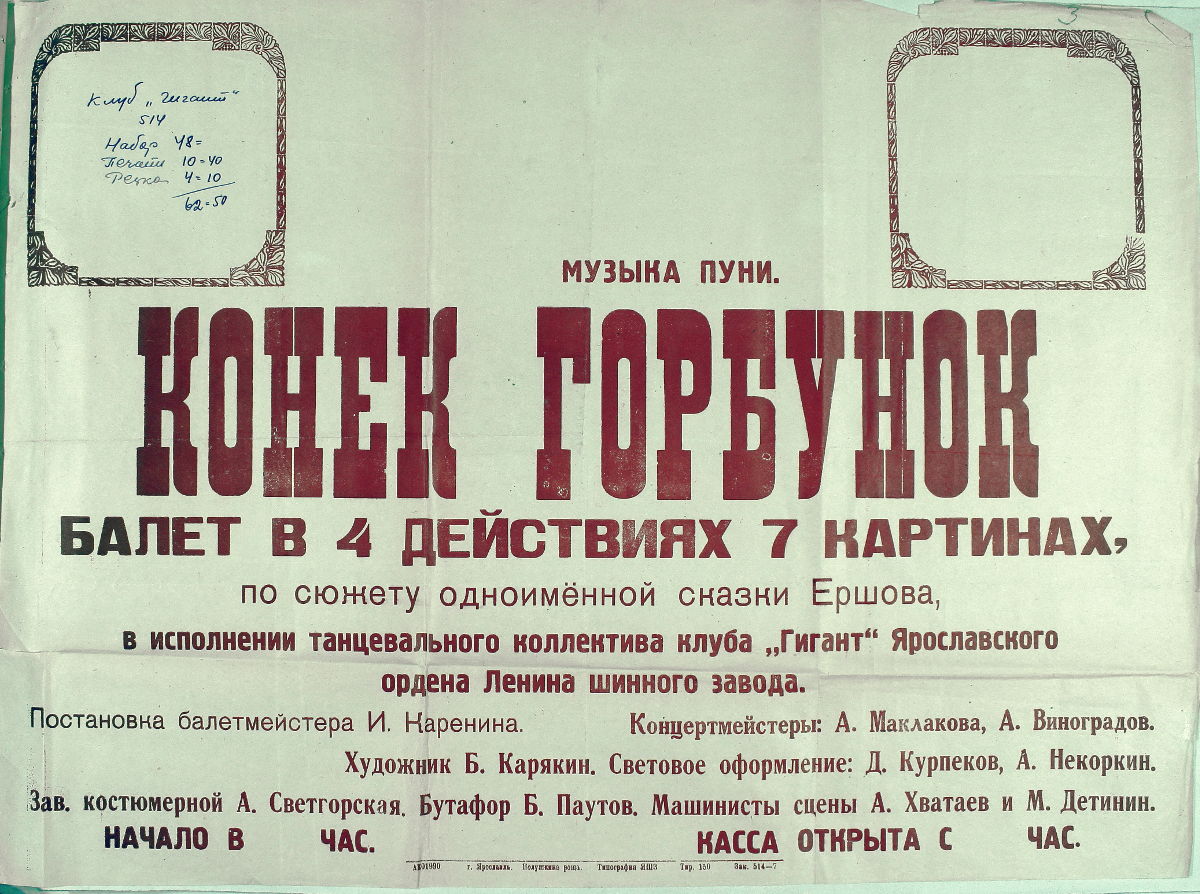 3
Клуб „Гигант"
514
Набор 48=
Печать 10=40
Резка 4=10
62=50
МУЗЫКА ПУНИ.
КОНЕК ГОРБУНОК
БАЛЕТ В 4 ДЕЙСТВИЯХ 7 КАРТИНАХ,
по сюжету одноимённой сказки Ершова,
в исполнении танцевального коллектива клуба „Гигант“ Ярославского
ордена Ленина шинного завода.
Постановка балетмейстера И. Каренина.
Концертмейстеры: А. Маклакова, А. Виноградов.
Художник Б. Карякин. Световое оформление: Д. Курпеков, А. Некоркин.
Зав. костюмерной А. Светгорская. Бутафор Б. Паутов. Машинисты сцены А. Хватаев и М. Детинин.
НАЧАЛО В ЧАС. КАССА ОТКРЫТА С ЧАС.
г. Ярославль. Полушкина роща. Типография ЯШЗ Тир. 150 Зак. 514—7